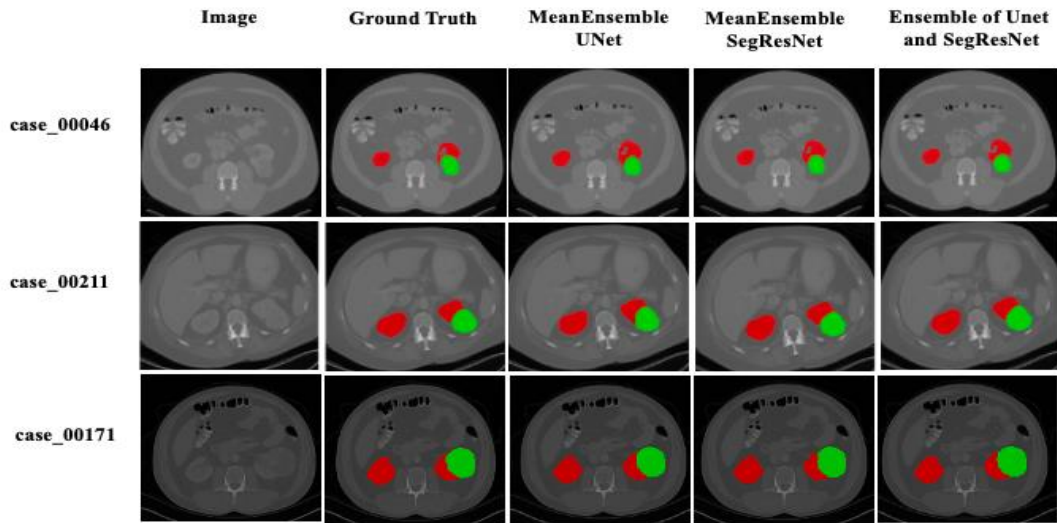 Image
Ground Truth
MeanEnsemble
UNet
MeanEnsemble
SegResNet
Ensemble of Unet
and SegResNet
case_00046
case_00211
case_00171